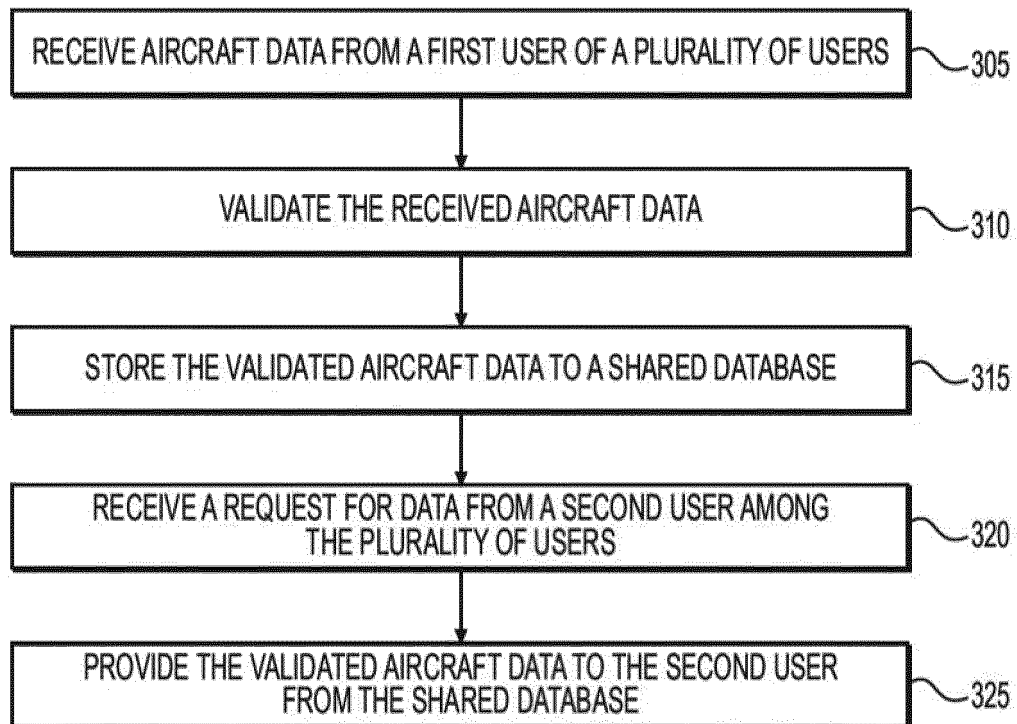 RECEIVE AIRCRAFT DATA FROM A FIRST USER OF A PLURALITY OF USERS
305
VALIDATE THE RECEIVED AIRCRAFT DATA
310
STORE THE VALIDATED AIRCRAFT DATA TO A SHARED DATABASE
315
RECEIVE A REQUEST FOR DATA FROM A SECOND USER AMONG
THE PLURALITY OF USERS
320
PROVIDE THE VALIDATED AIRCRAFT DATA TO THE SECOND USER
FROM THE SHARED DATABASE
325